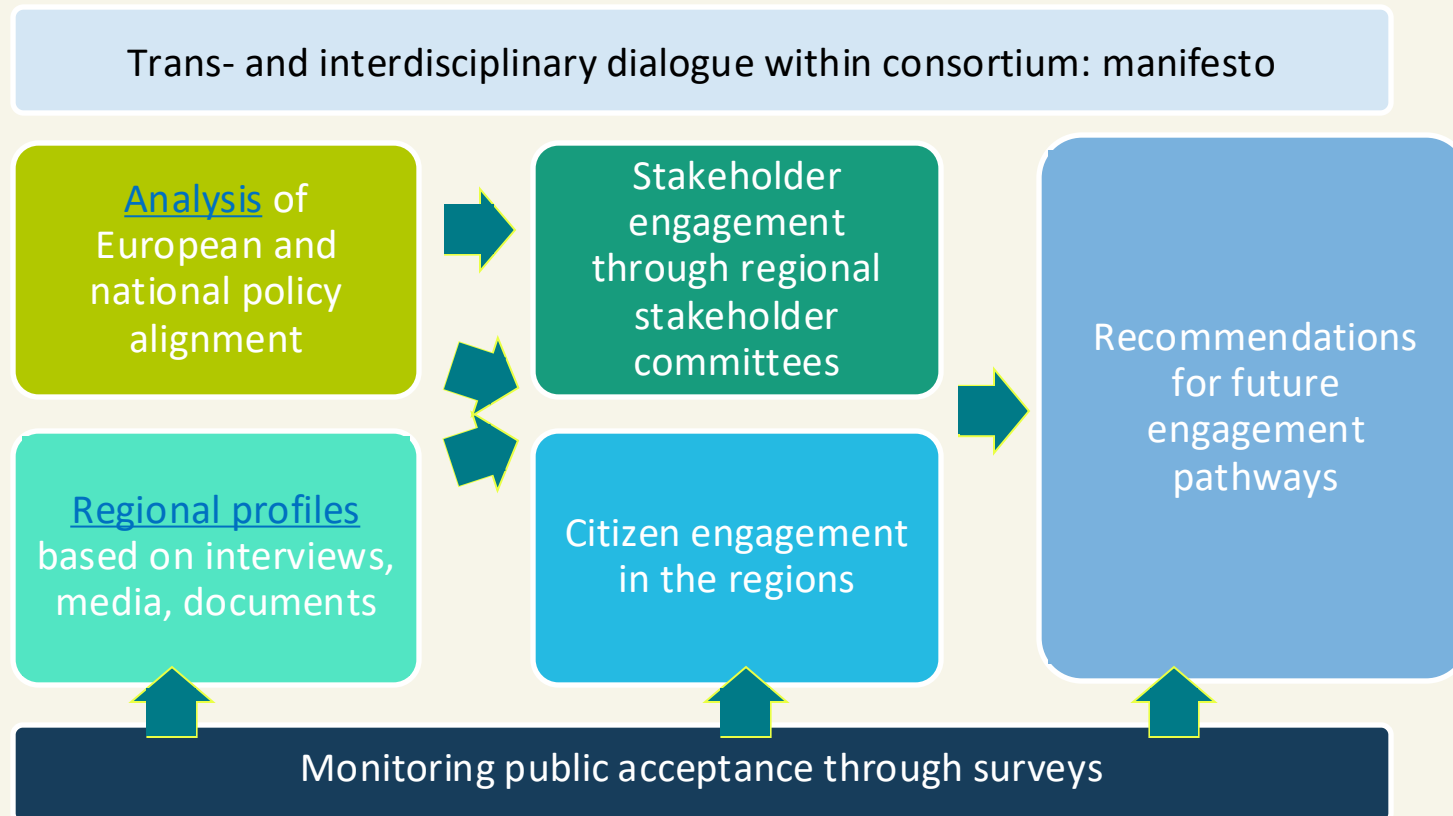 Trans- and interdisciplinary dialogue within consortium: manifesto
Analysis of
European and
national policy
alignment
Stakeholder
engagement
through regional
stakeholder
committees
Regional profiles
based on interviews,
media, documents
Citizen engagement
in the regions
Recommendations
for future
engagement
pathways
Monitoring public acceptance through surveys